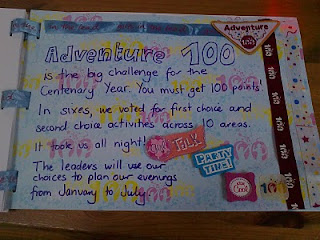 Adventure
100
Adventure 100
is the big challenge for the
Centenary Year. You must get 100 points!
In sixes, we voted for first choice and
second choice activities across 10 areas.
It took us all night!
TALK
PARTY
TIME!
The leaders will use our
choices to plan our evenings
from January to July.
Cool
100